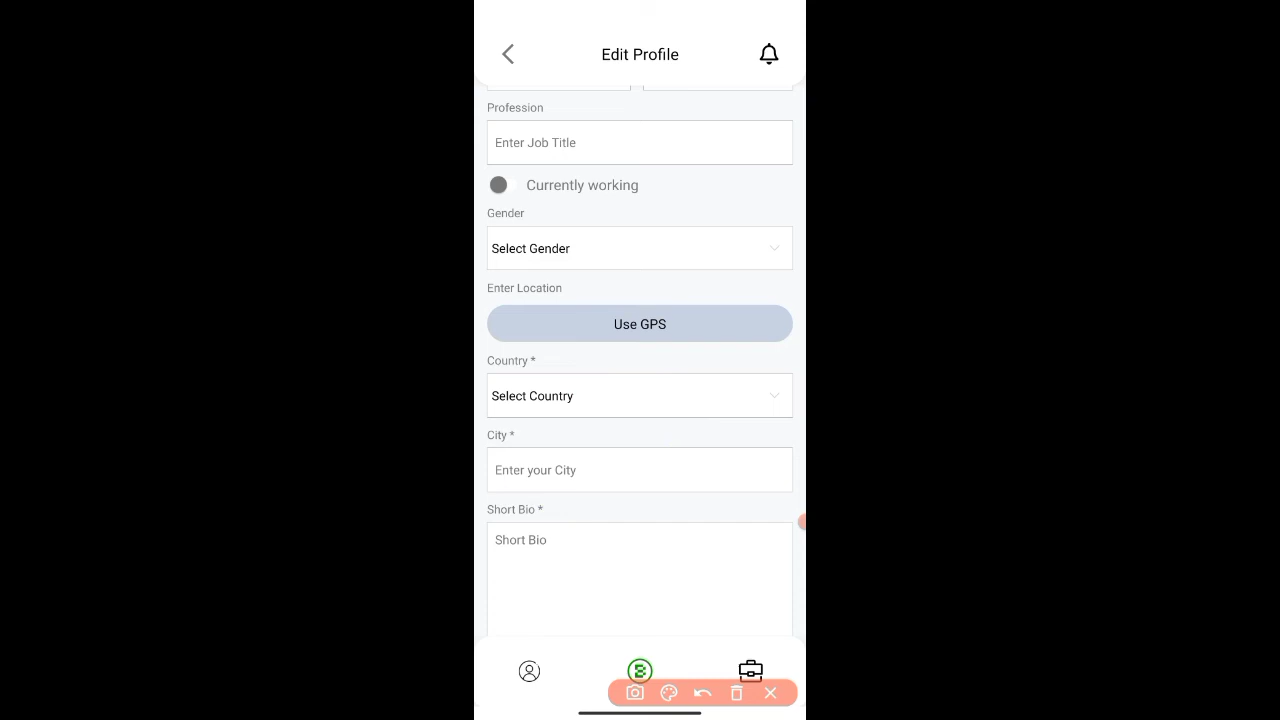 Edit Profile
Profession
Enter Job Title
Currently working
Gender
Select Gender
Enter Location
Use GPS
Country *
Select Country
City *
Enter your City
Short Bio *
Short Bio